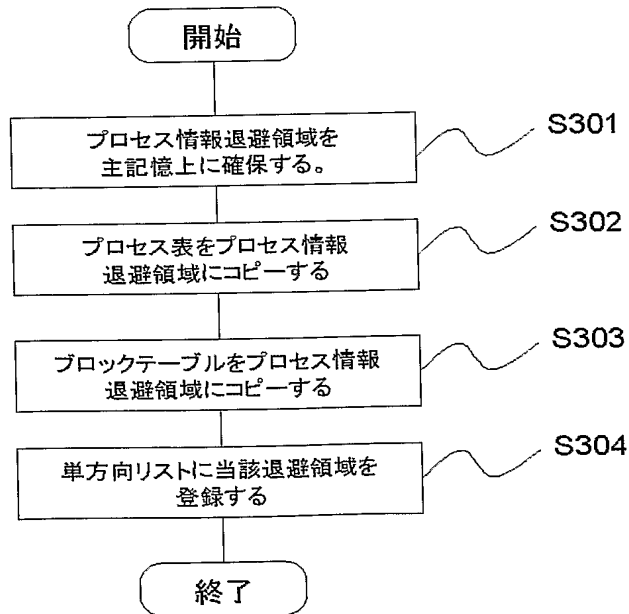 開始
プロセス情報退避領域を
主記憶上に確保する。
S301
プロセス表をプロセス情報
退避領域にコピーする
S302
ブロックテーブルをプロセス情報
退避領域にコピーする
S303
単方向リストに当該退避領域を
登録する
S304
終了